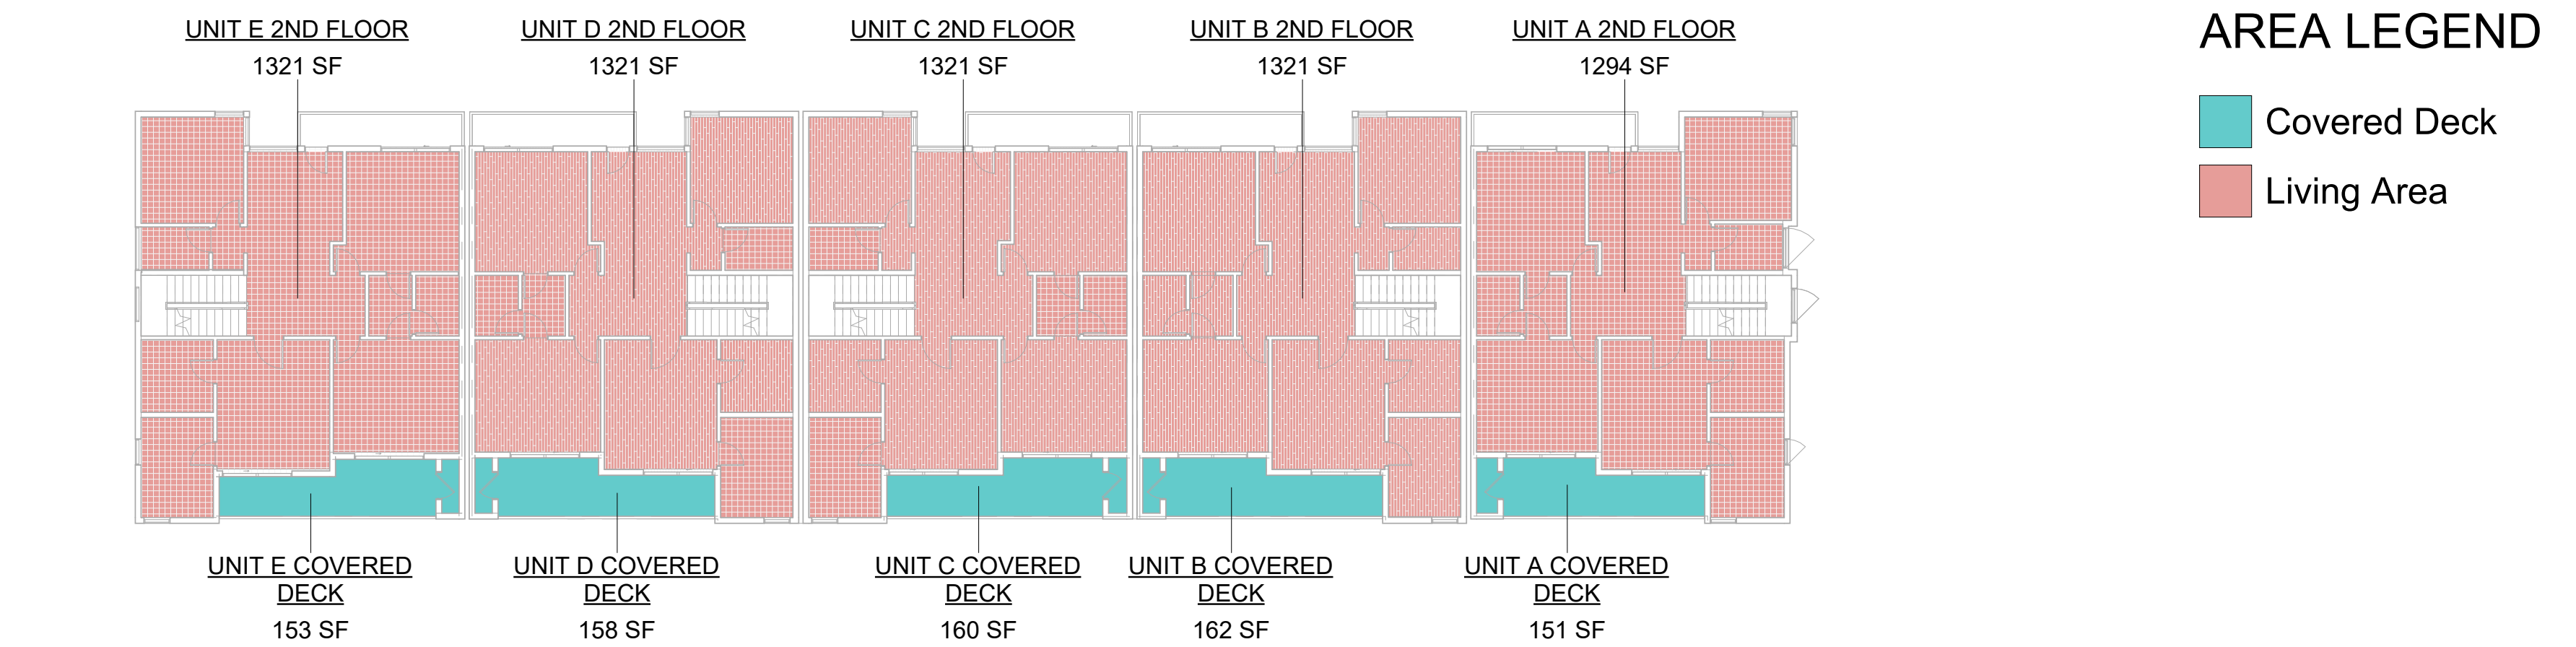 UNIT E 2ND FLOOR
1321 SF
UNIT D 2ND FLOOR
1321 SF
UNIT C 2ND FLOOR
1321 SF
UNIT B 2ND FLOOR
1321 SF
UNIT A 2ND FLOOR
1294 SF
AREA LEGEND
Covered Deck
Living Area
UNIT E COVERED
DECK
153 SF
UNIT D COVERED
DECK
158 SF
UNIT C COVERED
DECK
160 SF
UNIT B COVERED
DECK
162 SF
UNIT A COVERED
DECK
151 SF